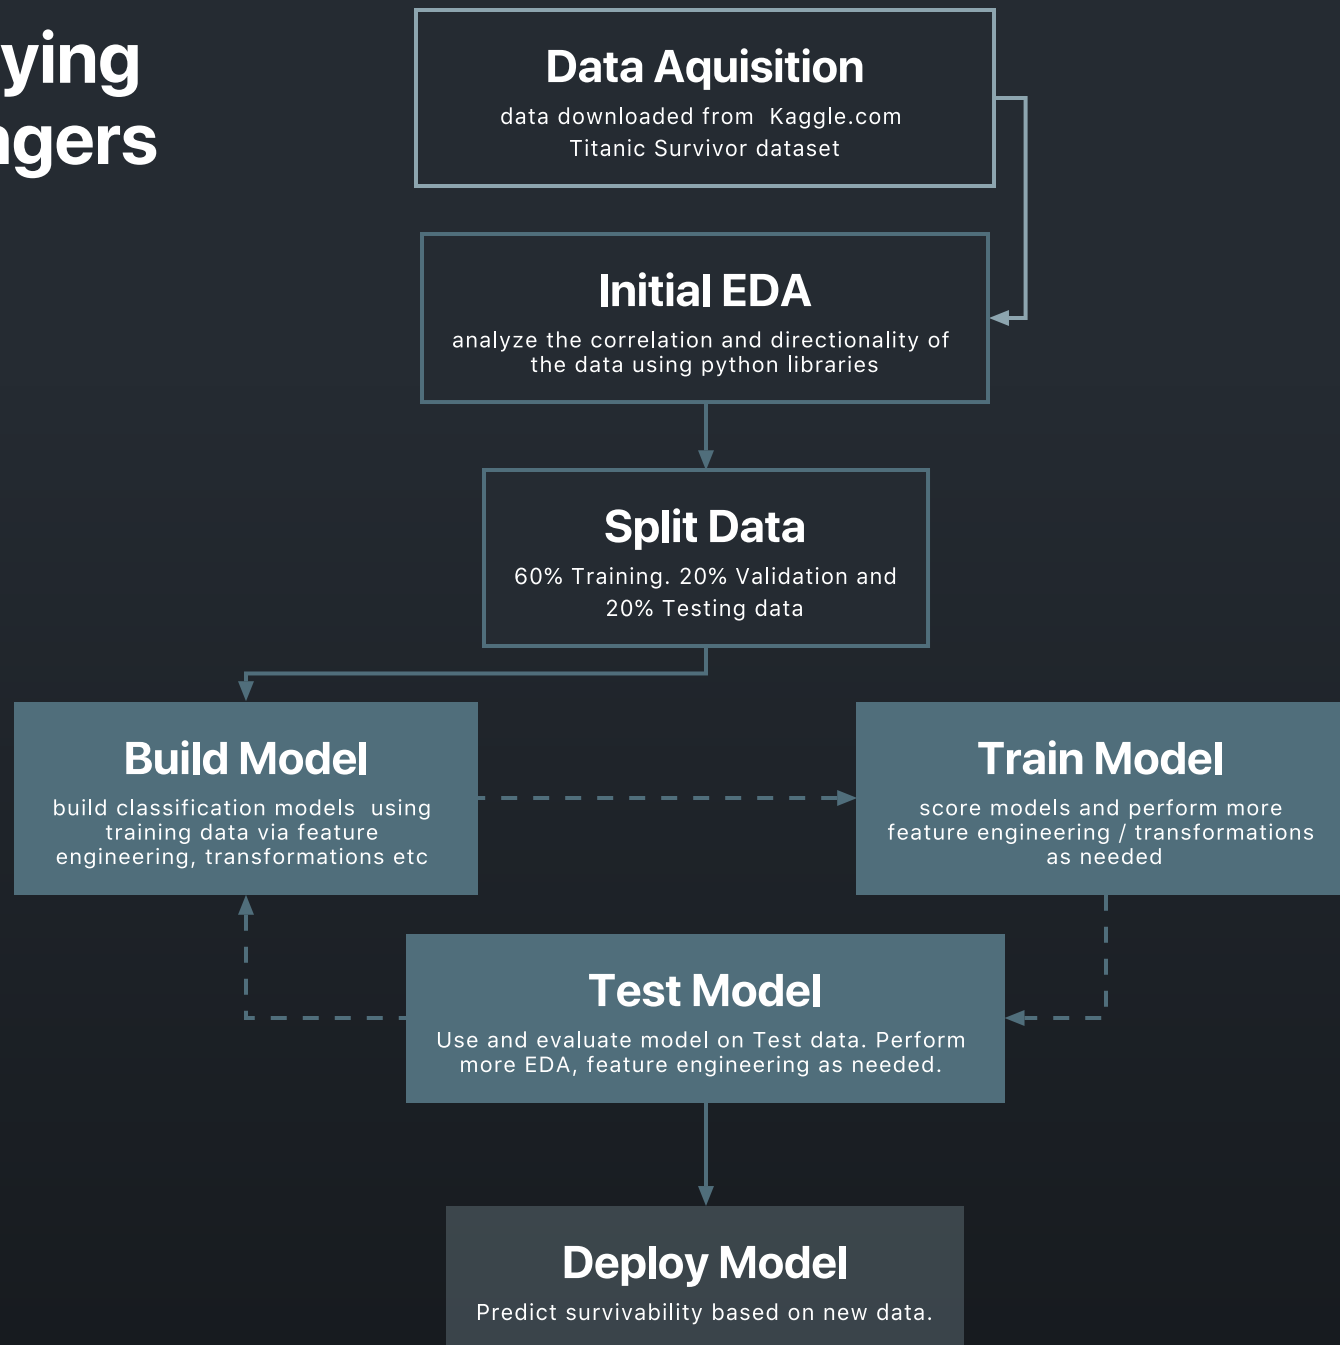 ying
agers
Data Aquisition
data downloaded from Kaggle.com
Titanic Survivor dataset
Initial EDA
analyze the correlation and directionality of
the data using python libraries
Split Data
60% Training. 20% Validation and
20% Testing data
Build Model
build classification models using
training data via feature
engineering, transformations etc
Train Model
score models and perform more
feature engineering / transformations
as needed
Test Model
Use and evaluate model on Test data. Perform
more EDA, feature engineering as needed.
Deploy Model
Predict survivability based on new data.